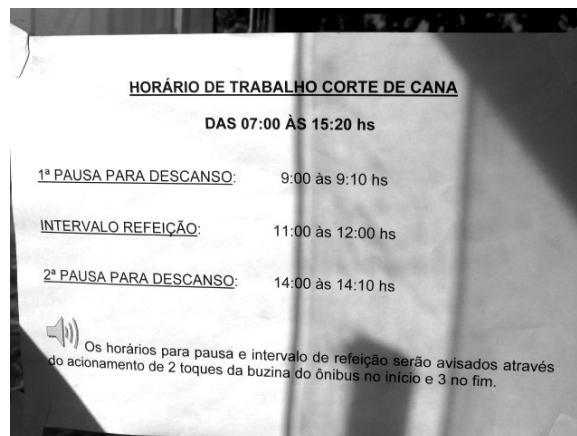 HORÁRIO DE TRABALHO CORTE DE CANA
DAS 07:00 ÀS 15:20 hs
1ª PAUSA PARA DESCANSO: 9:00 às 9:10 hs
INTERVALO REFEIÇÃO: 11:00 às 12:00 hs
2ª PAUSA PARA DESCANSO: 14:00 às 14:10 hs
Os horários para pausa e intervalo de refeição serão avisados através
do acionamento de 2 toques da buzina do ônibus no início e 3 no fim.